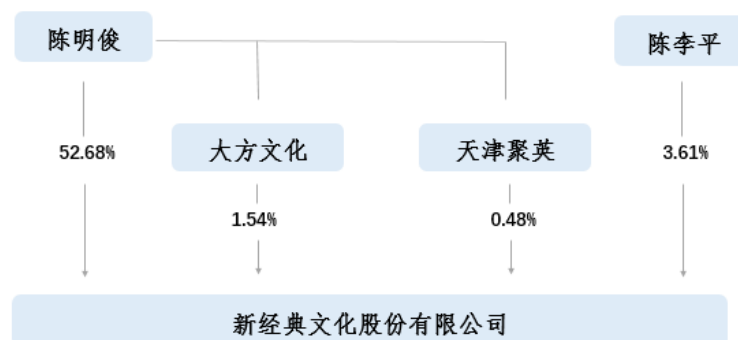 陈明俊
陈李平
大方文化
天津聚英
52.68%
3.61%
1.54%
0.48%
新经典文化股份有限公司